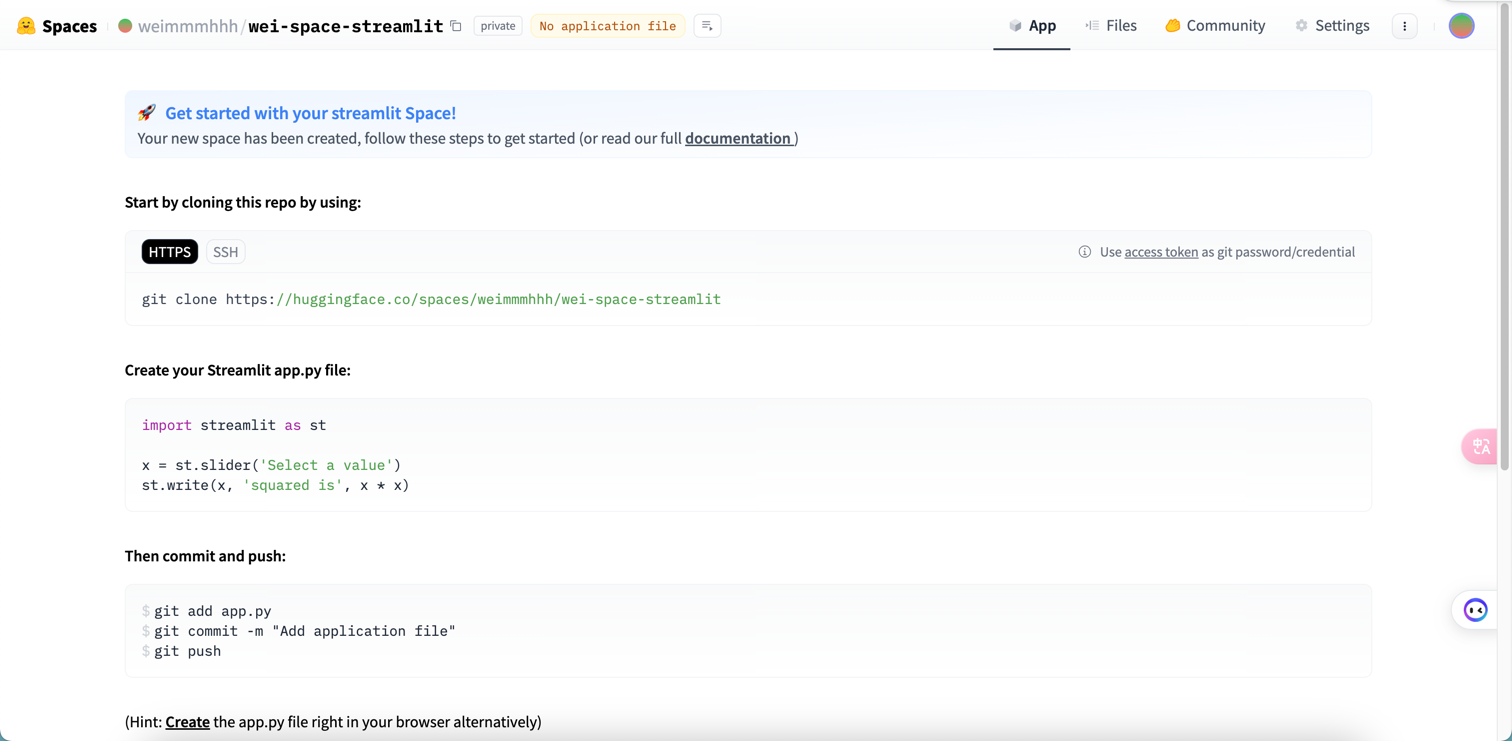 Spaces weimmmhhh/wei-space-streamlit private No application file App Files Community Settings
Get started with your streamlit Space!
Your new space has been created, follow these steps to get started (or read our full documentation )
Start by cloning this repo by using:
HTTPS SSH Use access token as git password/credential
git clone https://huggingface.co/spaces/weimmmhhh/wei-space-streamlit
Create your Streamlit app.py file:
import streamlit as st
x = st.slider('Select a value')
st.write(x, 'squared is', x * x)
中A
Then commit and push:
$ git add app.py
$ git commit -m "Add application file"
$ git push
(Hint: Create the app.py file right in your browser alternatively)